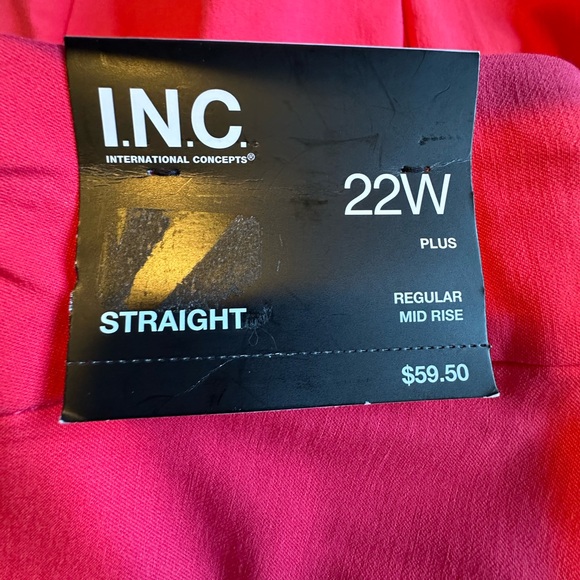 I.N.C.
INTERNATIONAL CONCEPTS®
22W
PLUS
STRAIGHT
REGULAR
MID RISE
$59.50